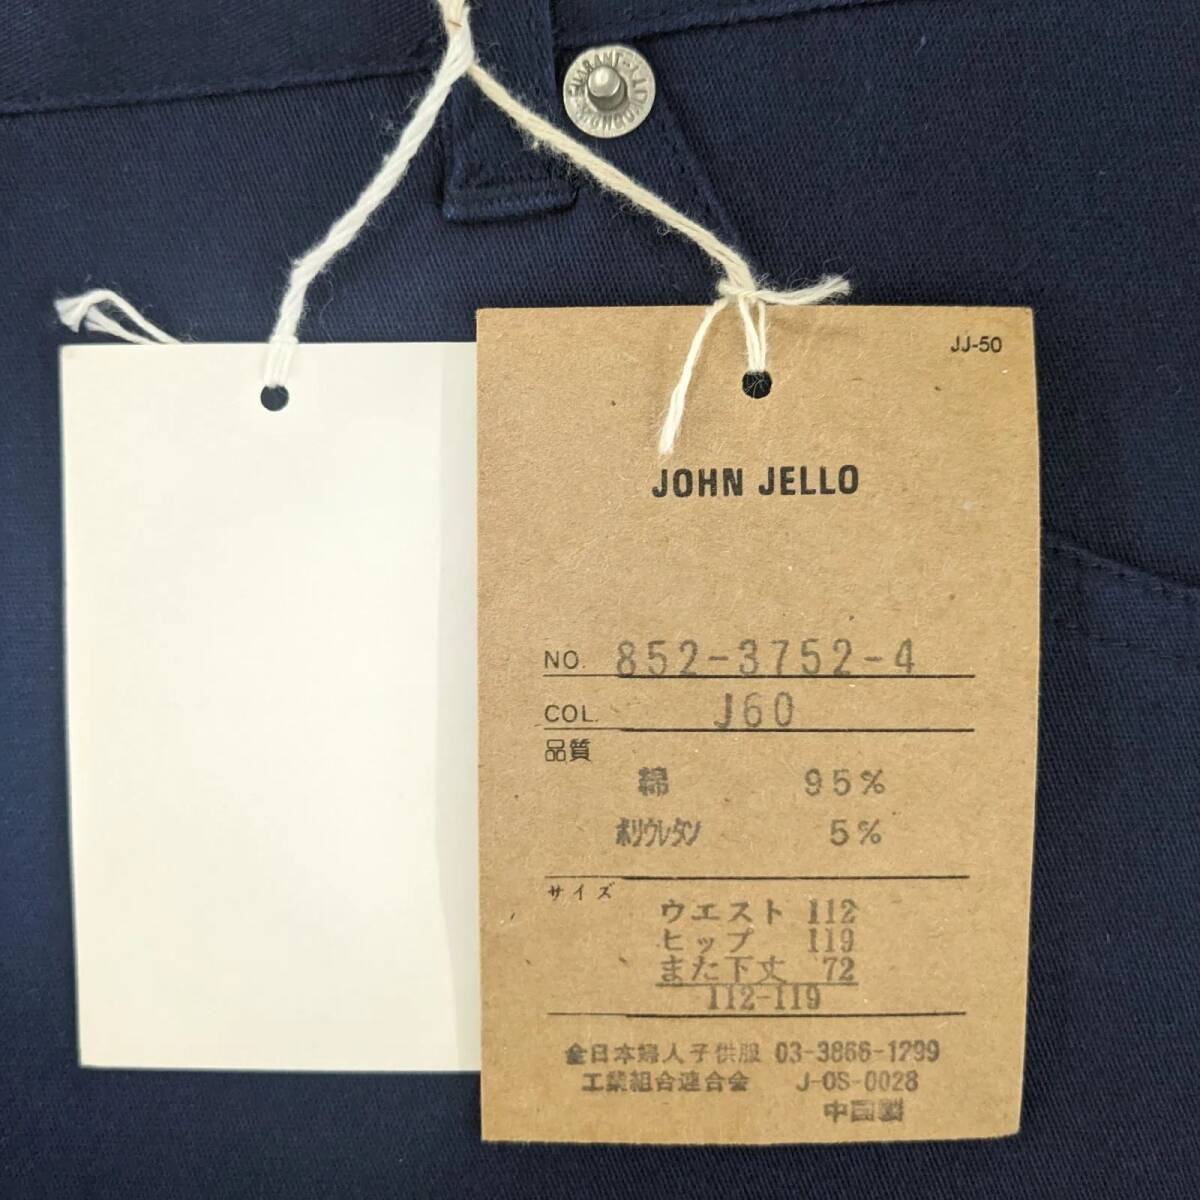 JJ-50
JOHN JELLO
NO. 852-3752-4
COL. J60
品質
綿 95%
ポリウレタン 5%
サイズ
ウエスト 112
ヒップ 119
また下丈 72
112-119
全日本婦人子供服 03-3866-1299
工業組合連合会 J-OS-0028
中国製